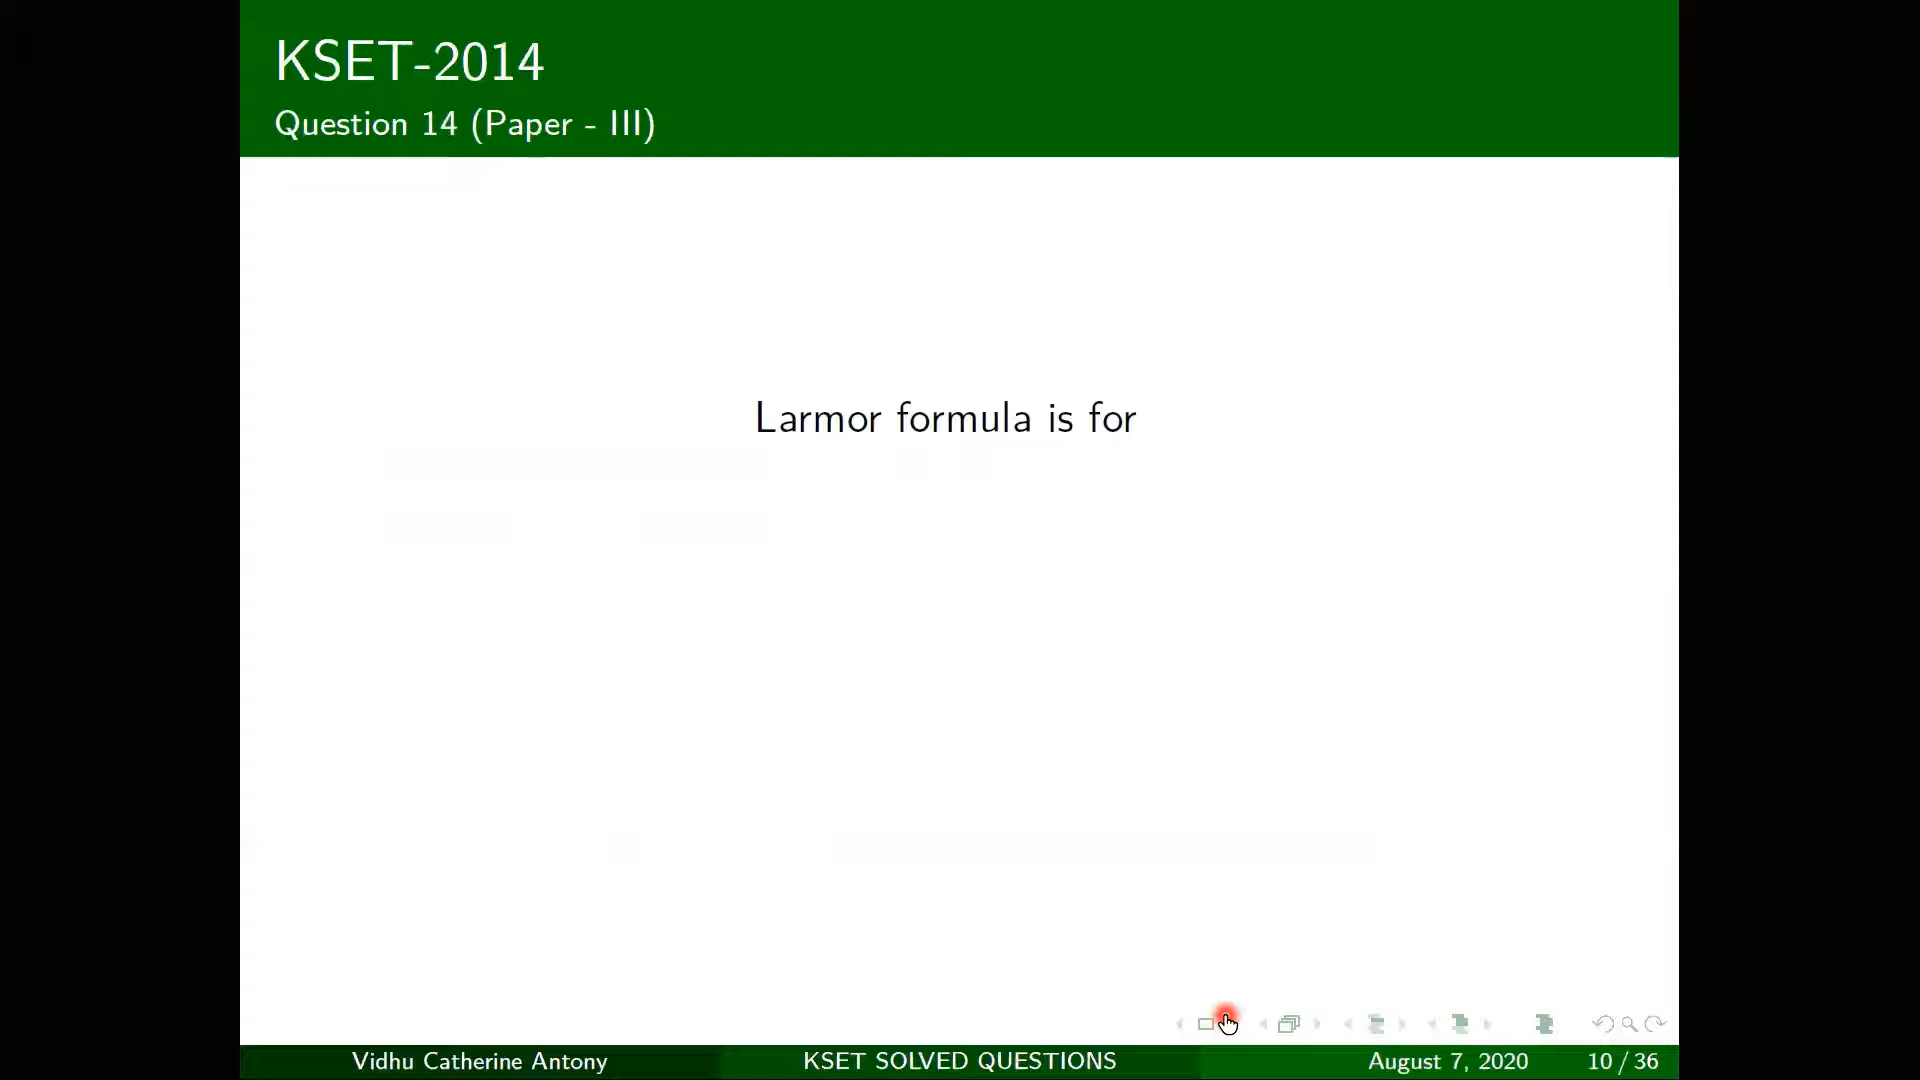 KSET-2014
Question 14 (Paper - III)
Larmor formula is for
Vidhu Catherine Antony KSET SOLVED QUESTIONS August 7, 2020 10 / 36